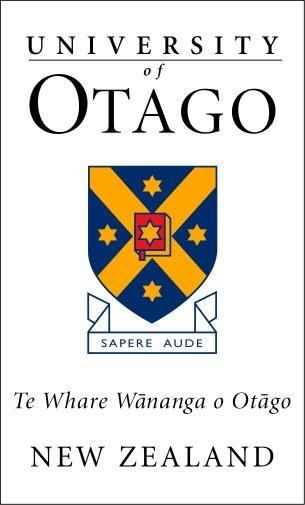 UNIVERSITY
of
OTAGO
SAPERE AUDE
Te Whare Wānanga o Otāgo
NEW ZEALAND